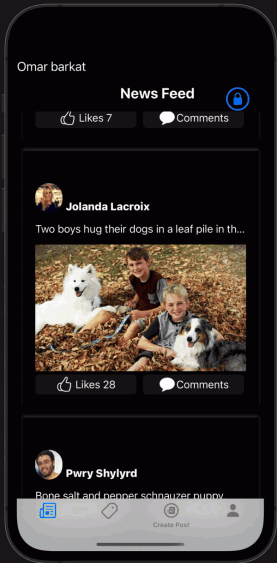 Omar barkat
News Feed
Likes 7
Comments
Jolanda Lacroix
Two boys hug their dogs in a leaf pile in th...
Likes 28
Comments
Pwry Shylyrd
Bone salt and pepper schnauzer puppy
Create Post